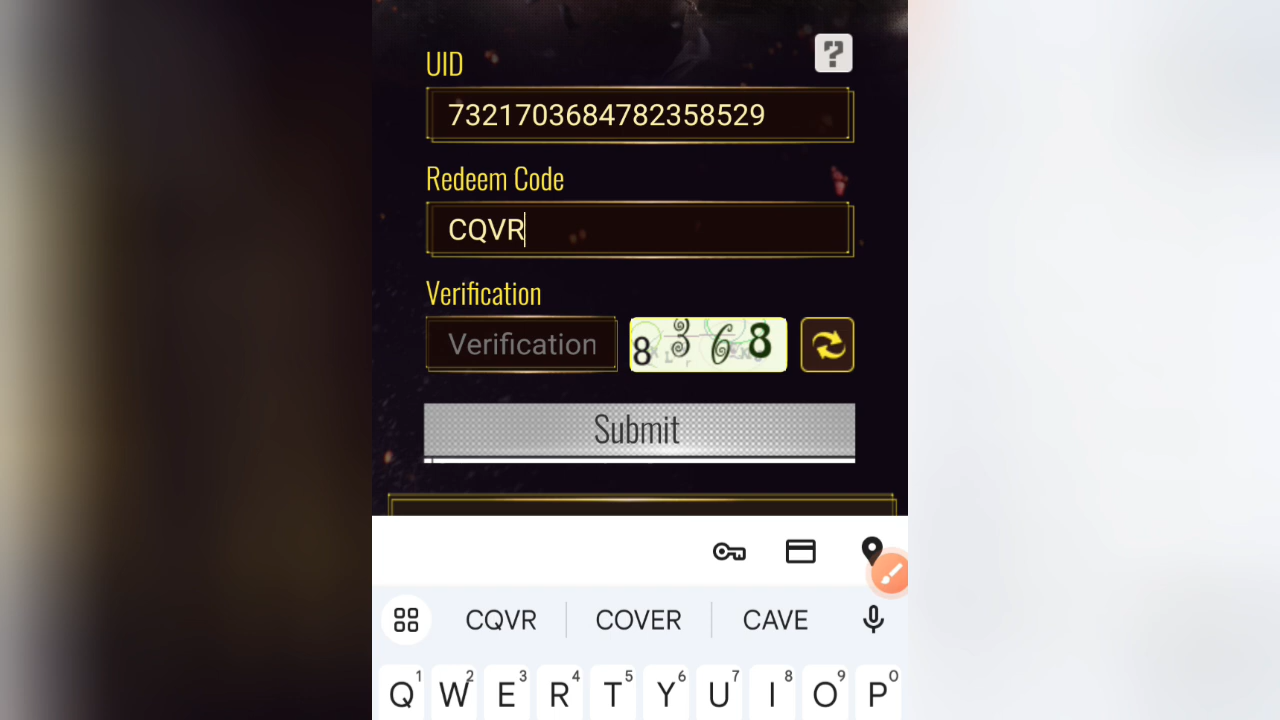 UID
?
7321703684782358529
Redeem Code
CQVR
Verification
Verification
8368
Submit
CQVR COVER CAVE
Q1 W2 E3 R4 T5 Y6 U7 I8 O9 P0